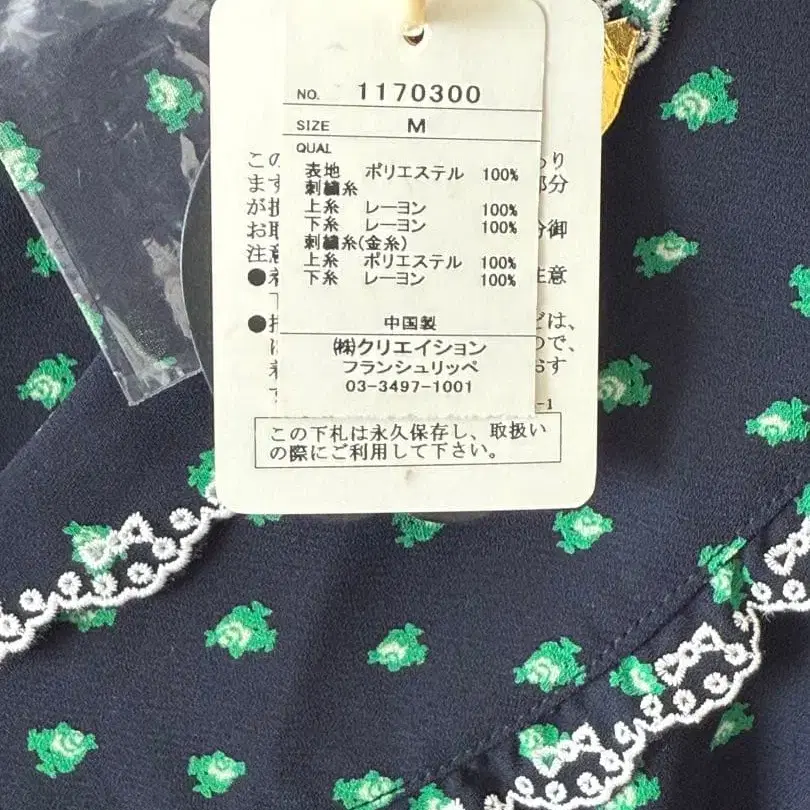 NO. 1170300
SIZE M
QUAL
表地 ポリエステル 100%
刺繍糸
上糸 レーヨン 100%
下糸 レーヨン 100%
刺繍糸(金糸)
上糸 ポリエステル 100%
下糸 レーヨン 100%
中国製
㈱クリエイション
フランシュリッペ
03-3497-1001
この下札は永久保存し、取扱い
の際にご利用して下さい。